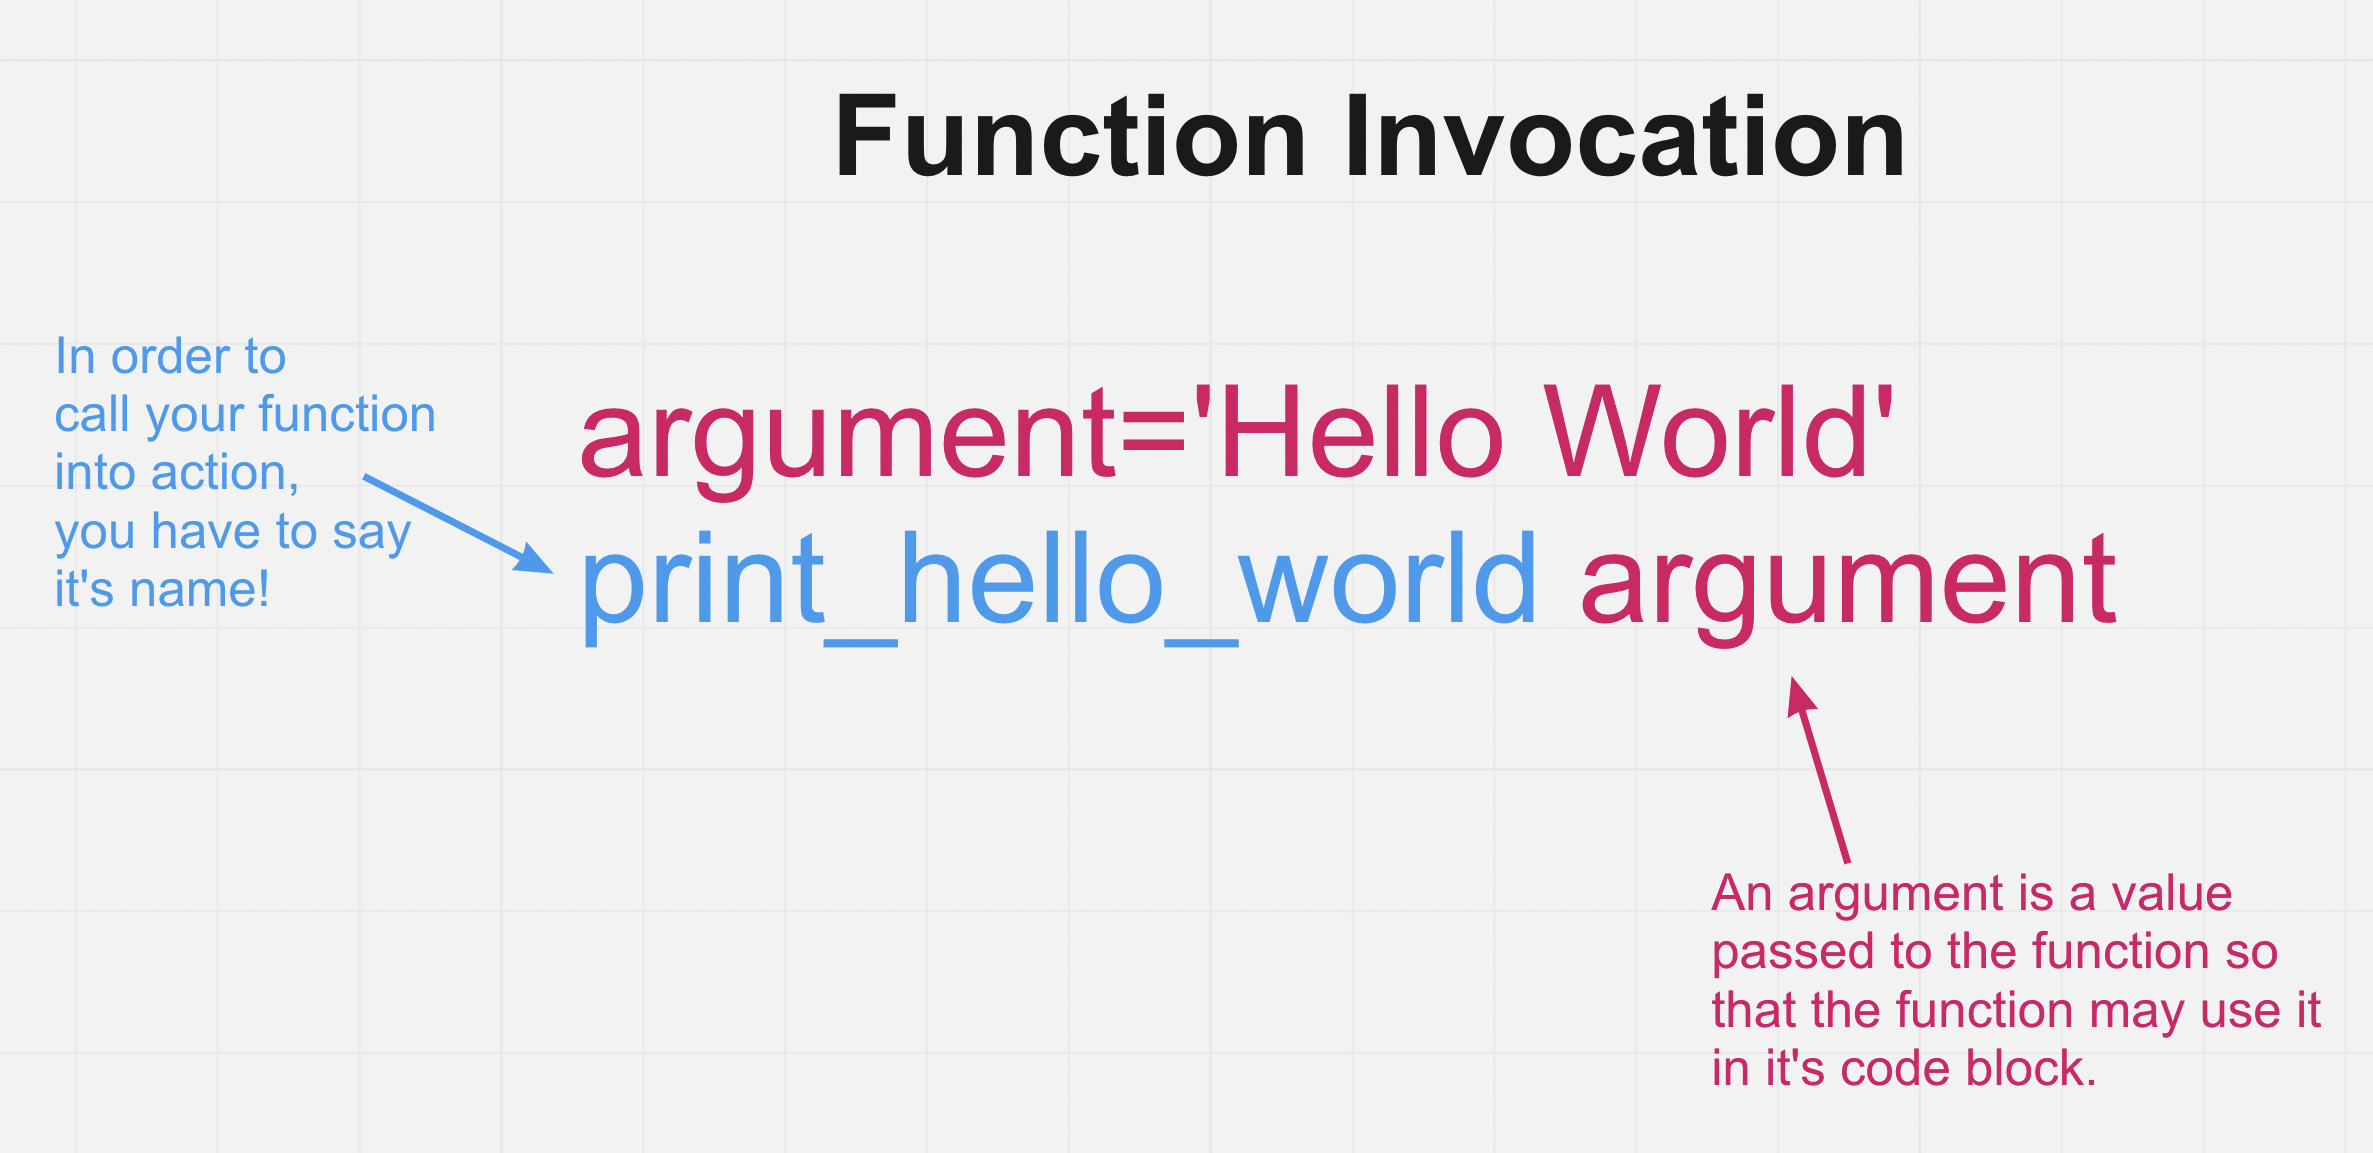 Function Invocation
In order to
call your function
into action,
you have to say
it's name!
argument='Hello World'
print_hello_world argument
An argument is a value
passed to the function so
that the function may use it
in it's code block.